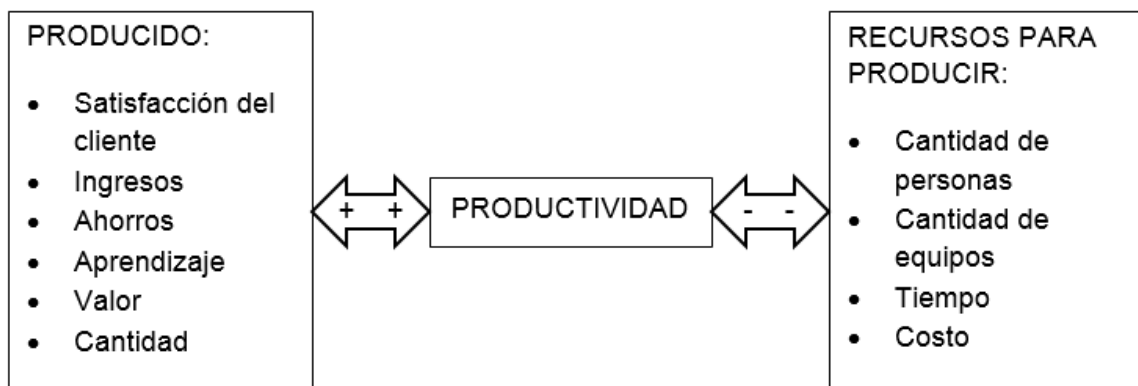 PRODUCIDO:
• Satisfacción del
cliente
• Ingresos
• Ahorros
• Aprendizaje
• Valor
• Cantidad
+ +
PRODUCTIVIDAD
- -
RECURSOS PARA
PRODUCIR:
• Cantidad de
personas
• Cantidad de
equipos
• Tiempo
• Costo